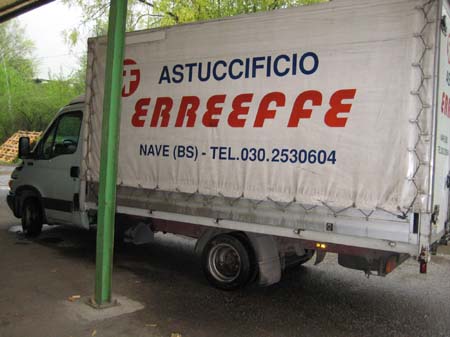 ASTUCCIFICIO
ERREEFFE
NAVE (BS) - TEL.030.2530604